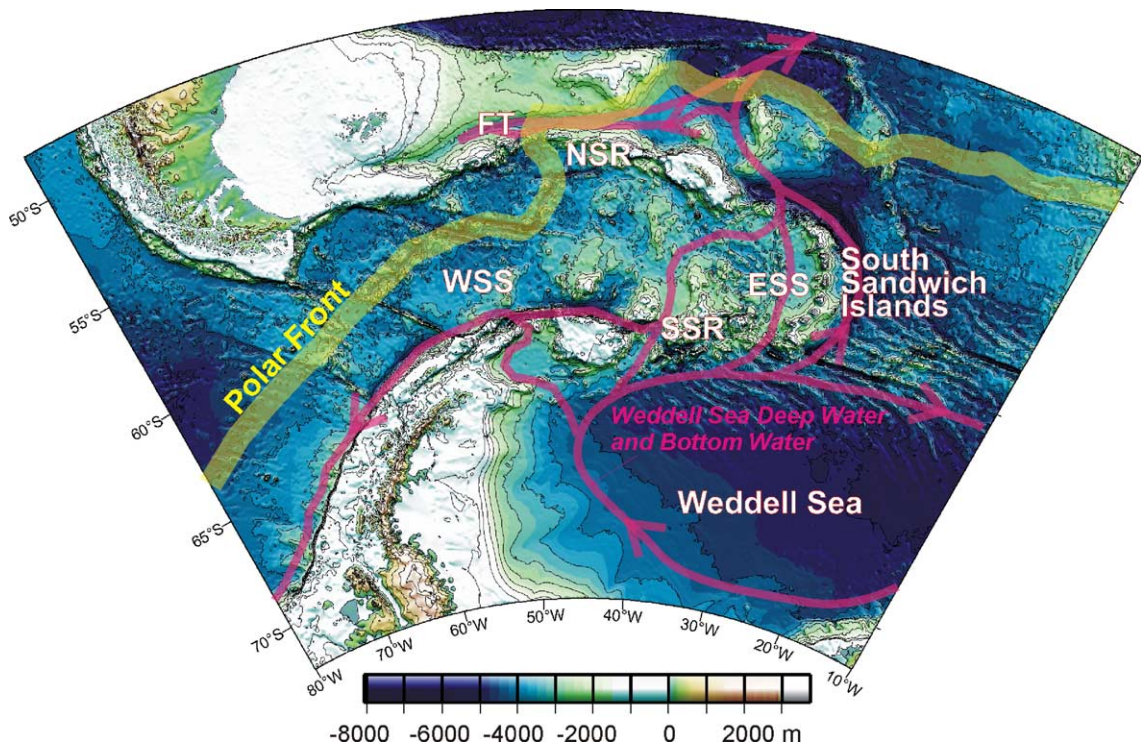 FT
NSR
50°S
WSS
ESS
South
Sandwich
Islands
55°S
Polar Front
SSR
60°S
Weddell Sea Deep Water
and Bottom Water
Weddell Sea
65°S
70°S
80°W
70°W
60°W
50°W
40°W
30°W
20°W
10°W
-8000 -6000 -4000 -2000 0 2000 m